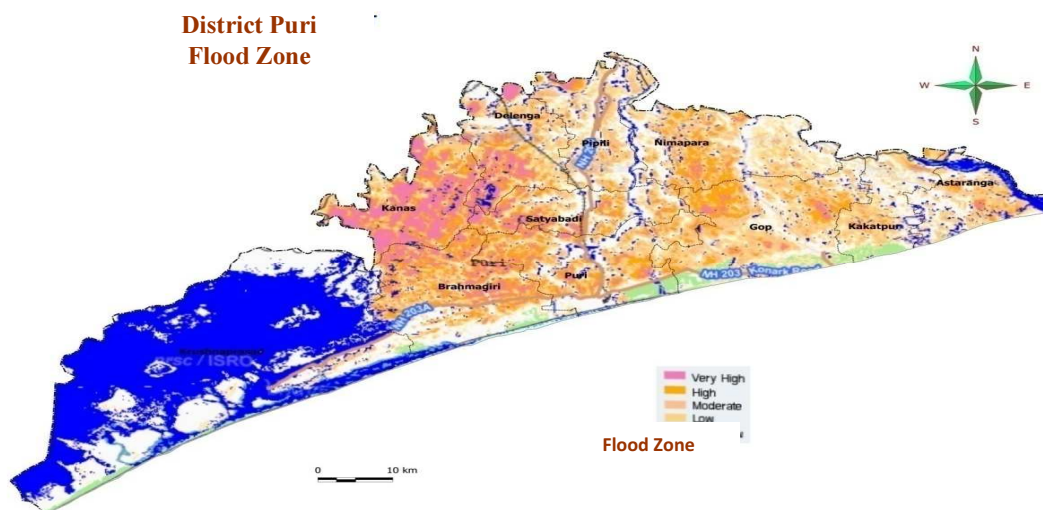 District Puri
Flood Zone
N
W
E
S
Delenga
Pipili
Nimapara
Astaranga
Kanas
Satyabadi
Gop
Kakatpur
Puri
Puri
NH 203
Konark Road
Brahmagiri
NH 203A
nrsc / ISRO
Very High
High
Moderate
Low
Flood Zone
0
10 km